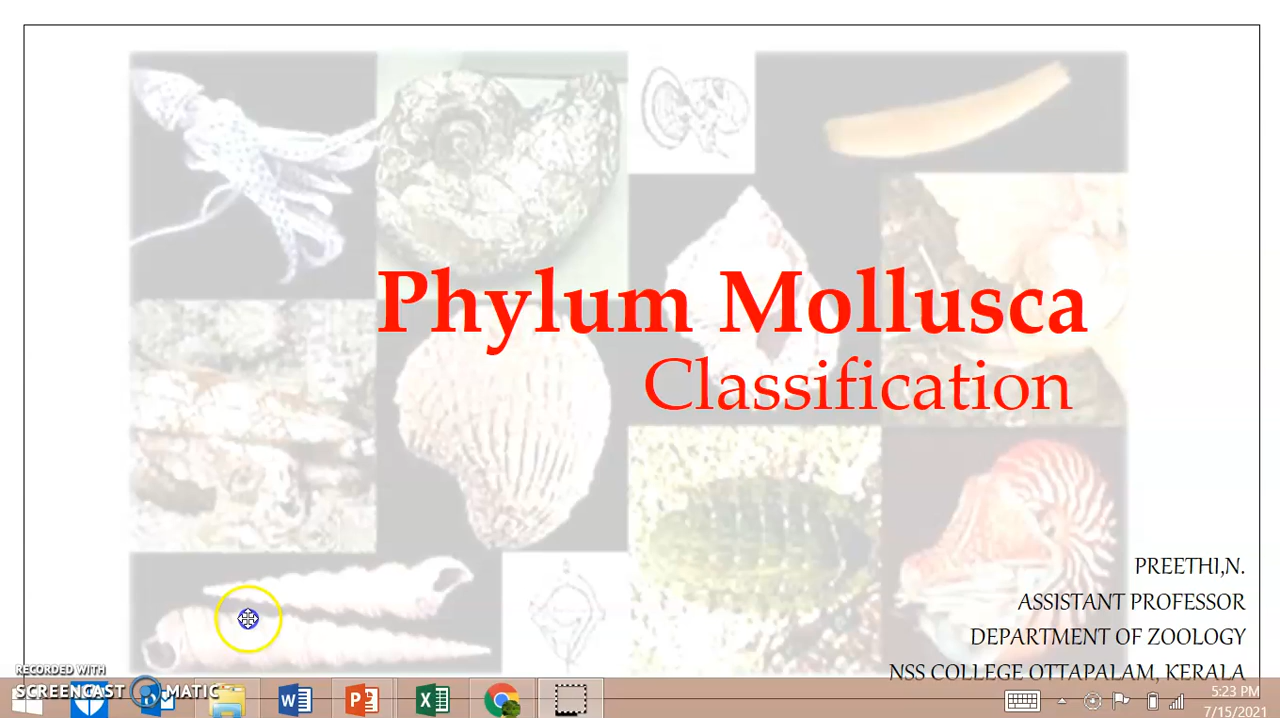 Phylum Mollusca
Classification
PREETHI,N.
ASSISTANT PROFESSOR
DEPARTMENT OF ZOOLOGY
NSS COLLEGE OTTAPALAM, KERALA
RECORDED WITH
SCREENCAST MATIC
5:23 PM
7/15/2021